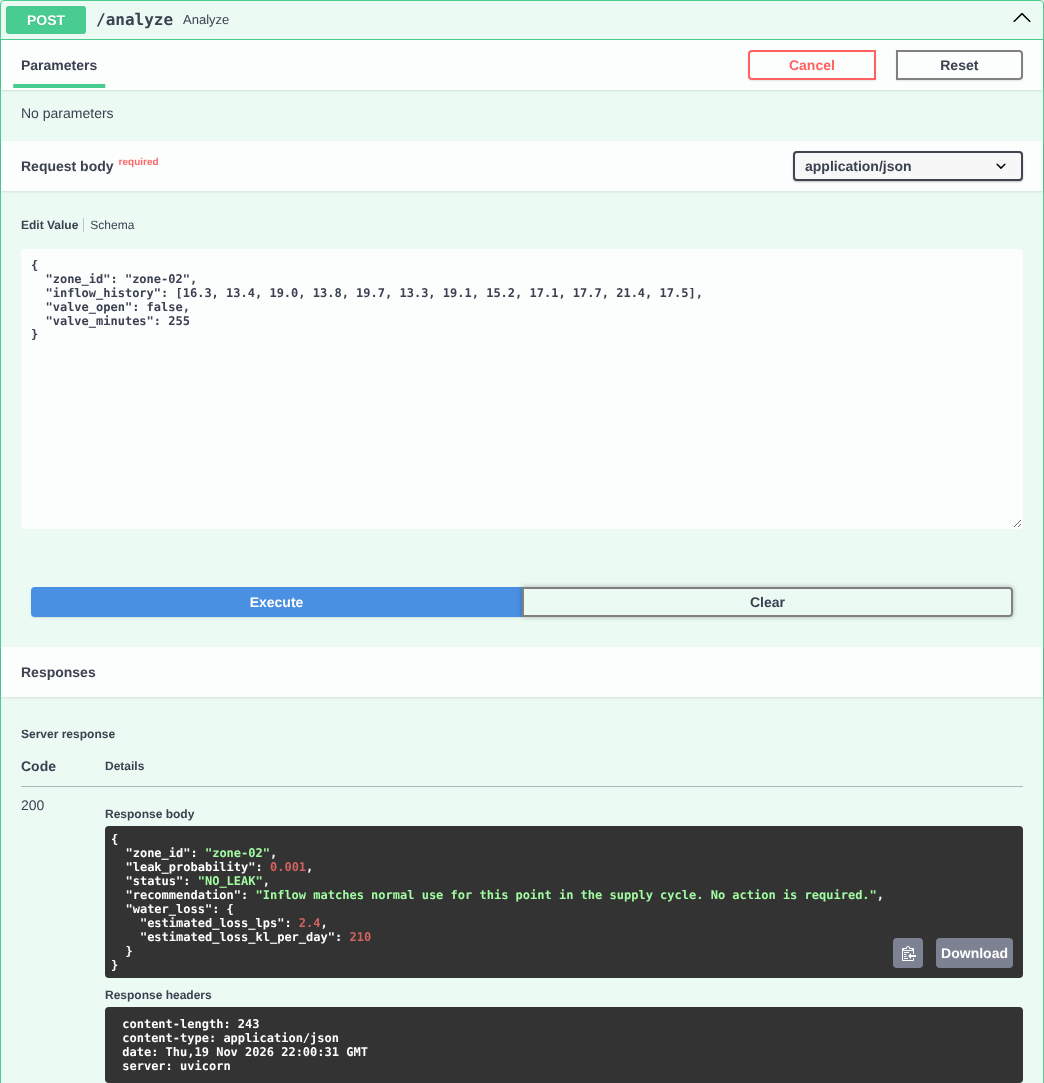 POST /analyze Analyze
Parameters Cancel Reset
No parameters
Request body required application/json
Edit Value Schema
{
  "zone_id": "zone-02",
  "inflow_history": [16.3, 13.4, 19.0, 13.8, 19.7, 13.3, 19.1, 15.2, 17.1, 17.7, 21.4, 17.5],
  "valve_open": false,
  "valve_minutes": 255
}
Execute Clear
Responses
Server response
Code Details
200
Response body
{
  "zone_id": "zone-02",
  "leak_probability": 0.001,
  "status": "NO_LEAK",
  "recommendation": "Inflow matches normal use for this point in the supply cycle. No action is required.",
  "water_loss": {
    "estimated_loss_lps": 2.4,
    "estimated_loss_kl_per_day": 210
  }
}
Download
Response headers
content-length: 243
content-type: application/json
date: Thu,19 Nov 2026 22:00:31 GMT
server: uvicorn